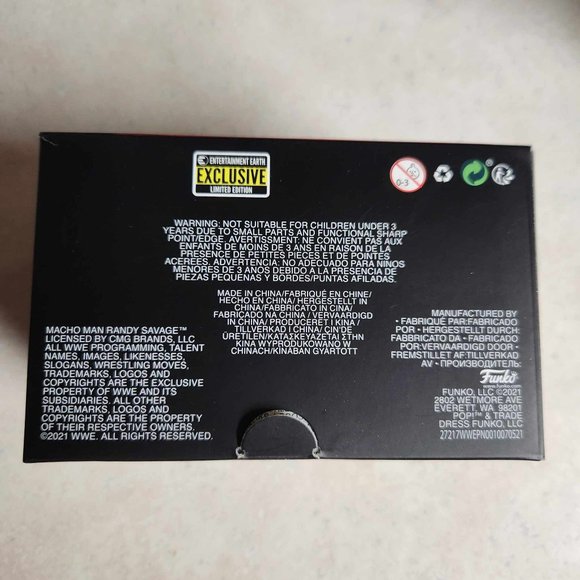 ENTERTAINMENT EARTH
EXCLUSIVE
LIMITED EDITION
0-3
WARNING: NOT SUITABLE FOR CHILDREN UNDER 3
YEARS DUE TO SMALL PARTS AND FUNCTIONAL SHARP
POINT/EDGE. AVERTISSMENT: NE CONVIENT PAS AUX
ENFANTS DE MOINS DE 3 ANS EN RAISON DE LA
PRESENCE DE PETITES PIECES ET DE POINTES
ACEREES. ADVERTENCIA: NO ADECUADO PARA NINOS
MENORES DE 3 ANOS DEBIDO A LA PRESENCIA DE
PIEZAS PEQUENAS Y BORDES/PUNTAS AFILADAS.
MADE IN CHINA/FABRIQUÉ EN CHINE/
HECHO EN CHINA/ HERGESTELLT IN
CHINA/FABBRICATO IN CINA/
FABRICADO NA CHINA / VERVAARDIGD
IN CHINA/ PRODUCERET I KINA /
TILLVERKAD I CHINA / CIN'DE
ÜRETILEN/ΚΑΤΑΣΚΕΥΑΖΕΤΑΙ ΣΤΗΝ
KINA WYPRODUKOWANO W
CHINACH/KÍNÁBAN GYÁRTOTT
MACHO MAN RANDY SAVAGE™
LICENSED BY CMG BRANDS, LLC
ALL WWE PROGRAMMING, TALENT
NAMES, IMAGES, LIKENESSES,
SLOGANS, WRESTLING MOVES,
TRADEMARKS, LOGOS AND
COPYRIGHTS ARE THE EXCLUSIVE
PROPERTY OF WWE AND ITS
SUBSIDIARIES. ALL OTHER
TRADEMARKS, LOGOS AND
COPYRIGHTS ARE THE PROPERTY
OF THEIR RESPECTIVE OWNERS.
©2021 WWE. ALL RIGHTS RESERVED.
MANUFACTURED BY
• FABRIQUÉ PAR:FABRICADO
POR • HERGESTELLT DURCH:
FABBRICATO DA • FABRICADO
POR:VERVAARDIGD DOOR •
FREMSTILLET AF:TILLVERKAD
AV • ПРОИЗВОДИТЕЛЬ:
Funko
www.funko.com
FUNKO, LLC ©2021
2802 WETMORE AVE
EVERETT, WA. 98201
POP!™ & TRADE
DRESS FUNKO, LLC
27217WWEPN0010070521